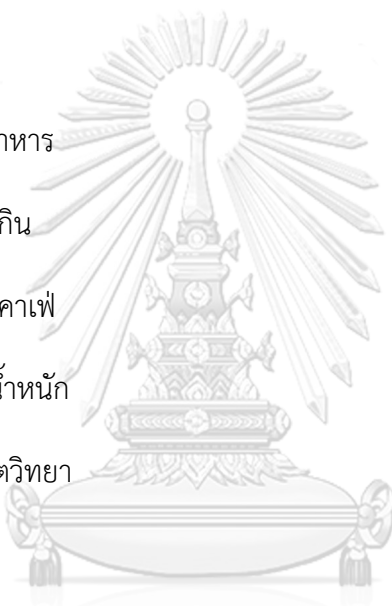 าหาร
กิน
คาเฟ่
น้ำหนัก
ตวิทยา